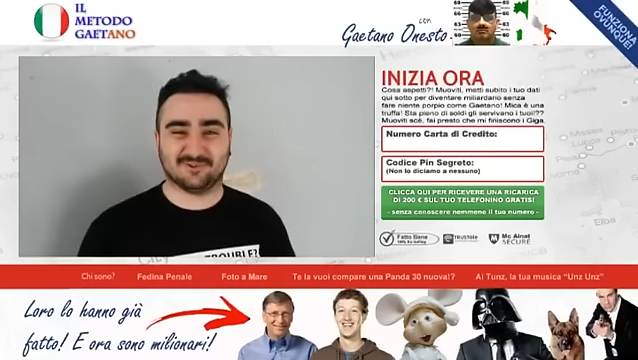 IL
METODO
GAETANO
con
Gaetano Onesto
FUNZIONA
OVUNQUE!
INIZIA ORA
Cosa aspetti?! Muoviti, metti subito i tuo dati
qui sotto per diventare miliardario senza
fare niente porpio come Gaetano! Mica è una
truffa! Sta pleno di soldi gli servivano i tuoi!??
Muoviti scè, fai presto che mi finiscono i Giga.
Numero Carta di Credito:
Codice Pin Segreto:
(Non lo diciamo a nessuno)
CLICCA QUI PER RICEVERE UNA RICARICA
DI 200 € SUL TUO TELEFONINO GRATIS!
- senza conoscere nemmeno il tuo numero -
Fatto Bene
TRUSTOLE
Mc Ainat
SECURE
TROUBLE?
Elba
Chi sono?
Fedina Penale
Foto a Mare
Te la vuoi compare una Panda 30 nuova!?
Ai Tunz, la tua musica "Unz Unz"
Loro lo hanno già
fatto! E ora sono milionari!